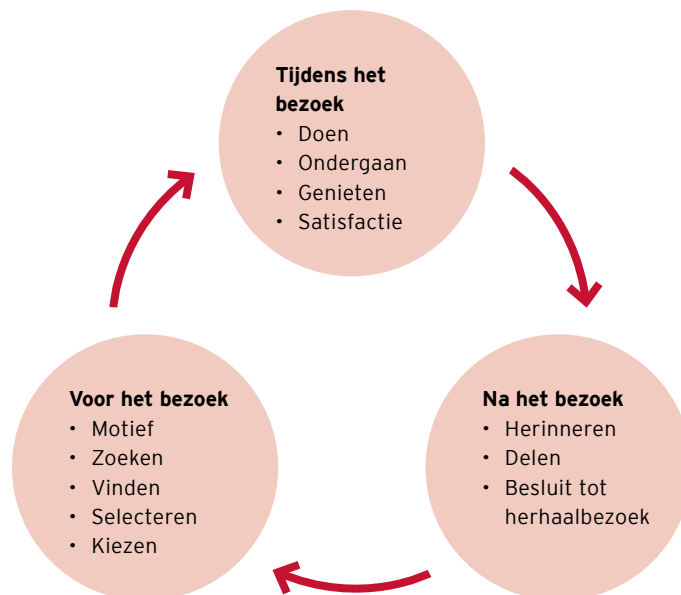 Tijdens het
bezoek
• Doen
• Ondergaan
• Genieten
• Satisfactie
Voor het bezoek
• Motief
• Zoeken
• Vinden
• Selecteren
• Kiezen
Na het bezoek
• Herinneren
• Delen
• Besluit tot
herhaalbezoek